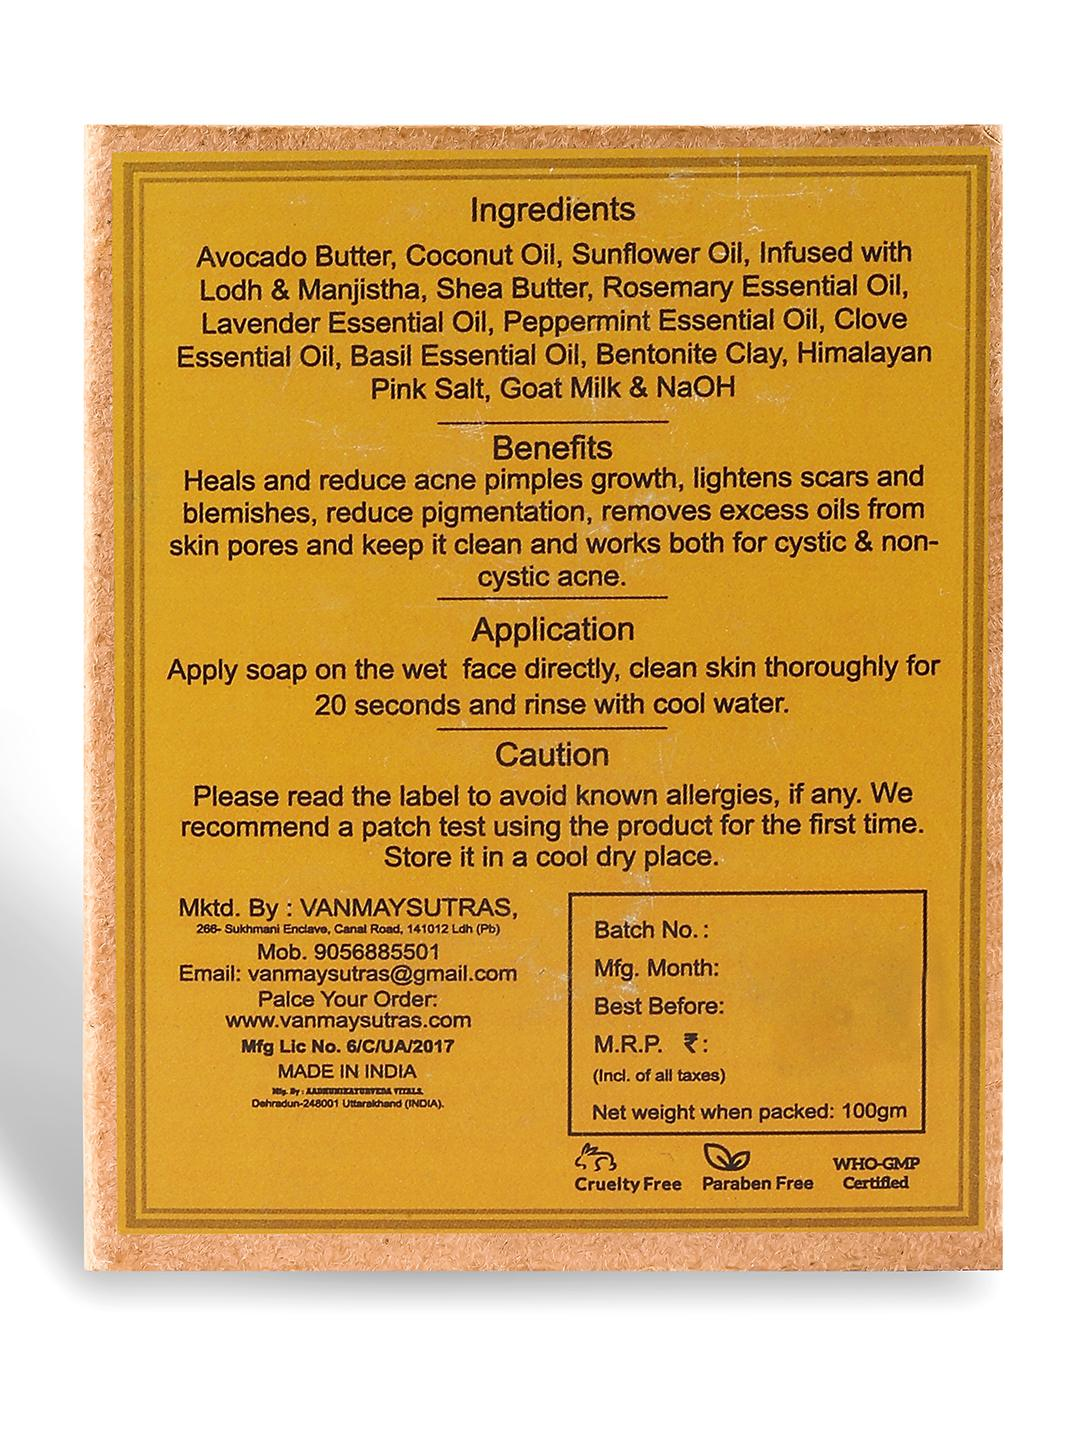 Ingredients
Avocado Butter, Coconut Oil, Sunflower Oil, Infused with
Lodh & Manjistha, Shea Butter, Rosemary Essential Oil,
Lavender Essential Oil, Peppermint Essential Oil, Clove
Essential Oil, Basil Essential Oil, Bentonite Clay, Himalayan
Pink Salt, Goat Milk & NaOH
Benefits
Heals and reduce acne pimples growth, lightens scars and
blemishes, reduce pigmentation, removes excess oils from
skin pores and keep it clean and works both for cystic & non-
cystic acne.
Application
Apply soap on the wet face directly, clean skin thoroughly for
20 seconds and rinse with cool water.
Caution
Please read the label to avoid known allergies, if any. We
recommend a patch test using the product for the first time.
Store it in a cool dry place.
Mktd. By : VANMAYSUTRAS,
266- Sukhmani Enclave, Canal Road, 141012 Ldh (Pb)
Mob. 9056885501
Email: vanmaysutras@gmail.com
Palce Your Order:
www.vanmaysutras.com
Mfg Lic No. 6/C/UA/2017
MADE IN INDIA
Mfg. By : AADHUNIKAYURVEDA VITALS.
Dehradun-248001 Uttarakhand (INDIA).
Batch No. :
Mfg. Month:
Best Before:
M.R.P. ₹ :
(Incl. of all taxes)
Net weight when packed: 100gm
Cruelty Free
Paraben Free
WHO-GMP
Certified